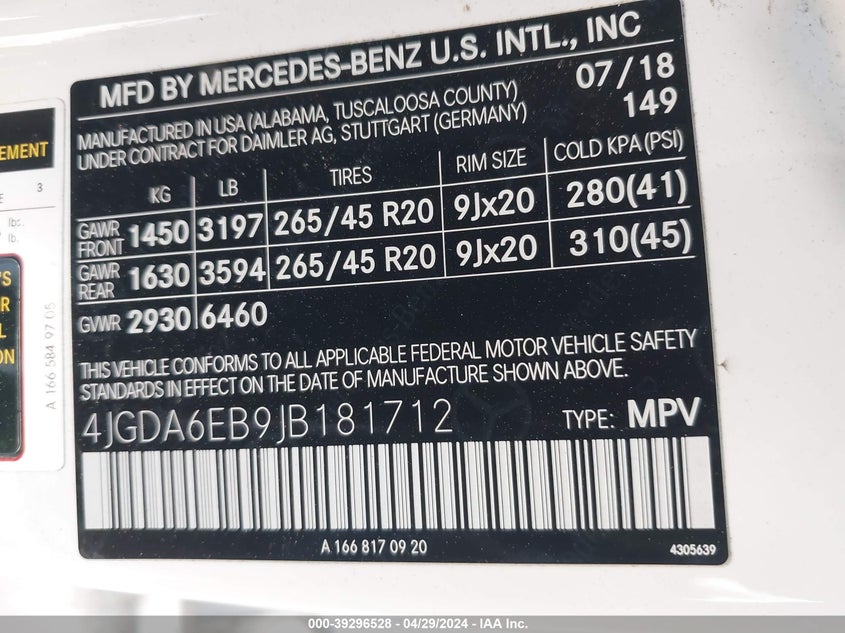 MFD BY MERCEDES-BENZ U.S. INTL., INC
07/18
MANUFACTURED IN USA (ALABAMA, TUSCALOOSA COUNTY)
UNDER CONTRACT FOR DAIMLER AG, STUTTGART (GERMANY)
149
KG LB TIRES RIM SIZE COLD KPA (PSI)
GAWR FRONT 1450 3197 265/45 R20 9Jx20 280(41)
GAWR REAR 1630 3594 265/45 R20 9Jx20 310(45)
GVWR 2930 6460
THIS VEHICLE CONFORMS TO ALL APPLICABLE FEDERAL MOTOR VEHICLE SAFETY
STANDARDS IN EFFECT ON THE DATE OF MANUFACTURE SHOWN ABOVE.
4JGDA6EB9JB181712 TYPE: MPV
A 166 817 09 20
4305639
EMENT
3
lbs.
lb.
A 166 584 97 05
000-39296528 - 04/29/2024 - IAA Inc.